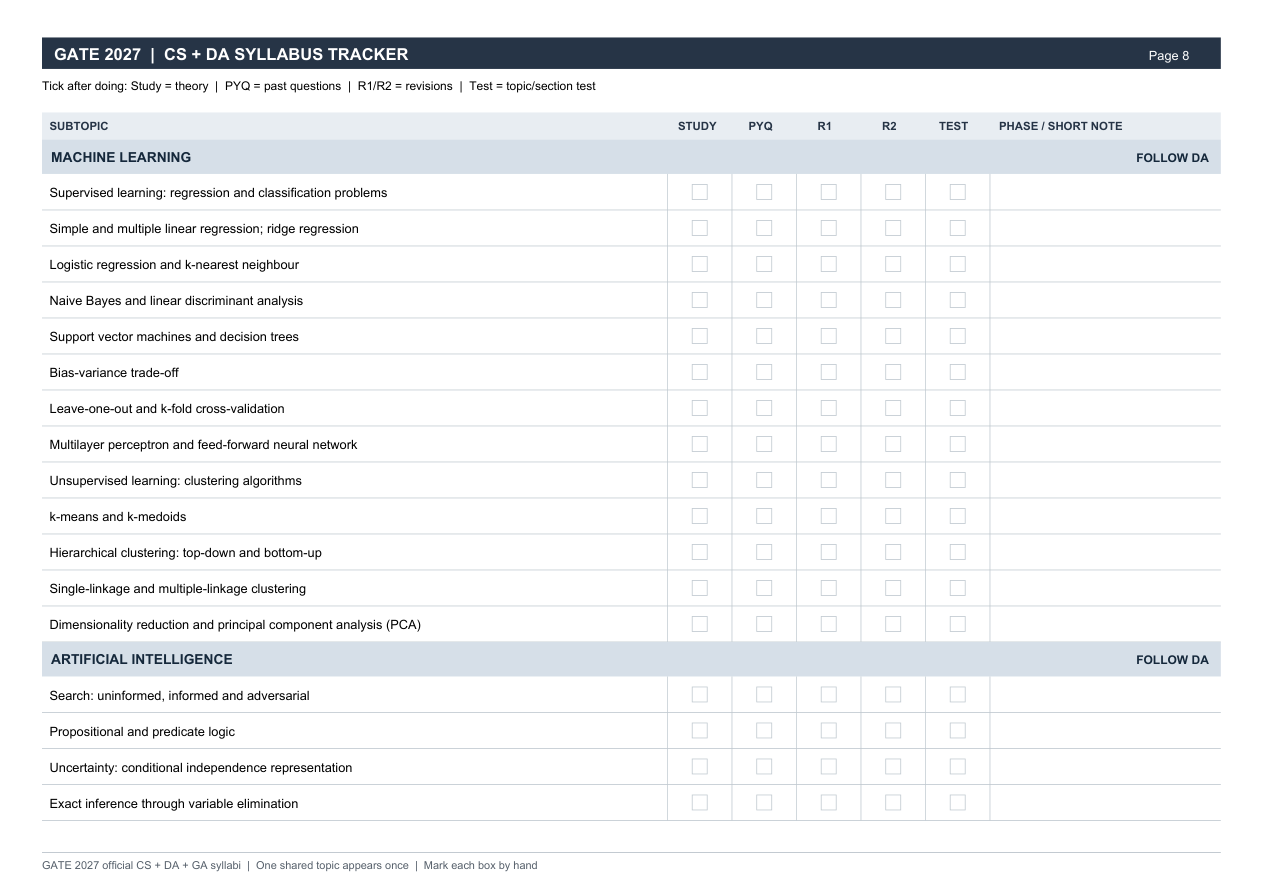 GATE 2027 | CS + DA SYLLABUS TRACKER Page 8
Tick after doing: Study = theory | PYQ = past questions | R1/R2 = revisions | Test = topic/section test
SUBTOPIC STUDY PYQ R1 R2 TEST PHASE / SHORT NOTE
MACHINE LEARNING FOLLOW DA
Supervised learning: regression and classification problems
Simple and multiple linear regression; ridge regression
Logistic regression and k-nearest neighbour
Naive Bayes and linear discriminant analysis
Support vector machines and decision trees
Bias-variance trade-off
Leave-one-out and k-fold cross-validation
Multilayer perceptron and feed-forward neural network
Unsupervised learning: clustering algorithms
k-means and k-medoids
Hierarchical clustering: top-down and bottom-up
Single-linkage and multiple-linkage clustering
Dimensionality reduction and principal component analysis (PCA)
ARTIFICIAL INTELLIGENCE FOLLOW DA
Search: uninformed, informed and adversarial
Propositional and predicate logic
Uncertainty: conditional independence representation
Exact inference through variable elimination
GATE 2027 official CS + DA + GA syllabi | One shared topic appears once | Mark each box by hand